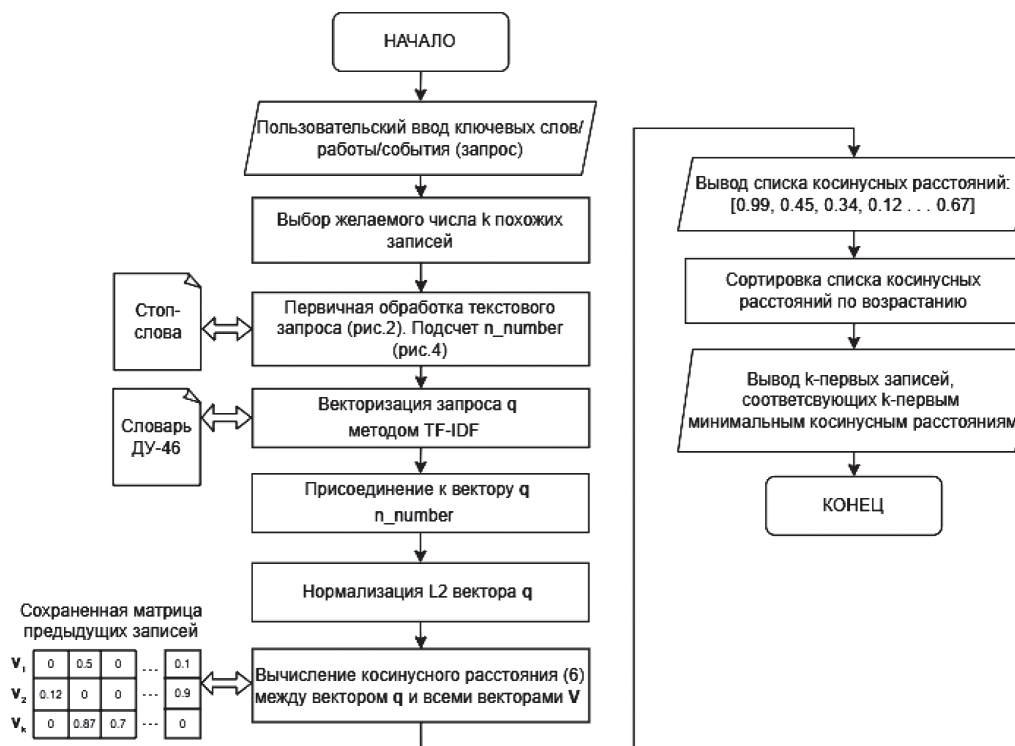 НАЧАЛО
Пользовательский ввод ключевых слов/
работы/события (запрос)
Выбор желаемого числа k похожих
записей
Стоп-
слова
Первичная обработка текстового
запроса (рис.2). Подсчет n_number
(рис.4)
Словарь
ДУ-46
Векторизация запроса q
методом TF-IDF
Присоединение к вектору q
n_number
Нормализация L2 вектора q
Сохраненная матрица
предыдущих записей
V1 0 0.5 0 ... 0.1
V2 0.12 0 0 ... 0.9
Vk 0 0.87 0.7 ... 0
Вычисление косинусного расстояния (6)
между вектором q и всеми векторами V
Вывод списка косинусных расстояний:
[0.99, 0.45, 0.34, 0.12 . . . 0.67]
Сортировка списка косинусных
расстояний по возрастанию
Вывод k-первых записей,
соответсвующих k-первым
минимальным косинусным расстояниям
КОНЕЦ